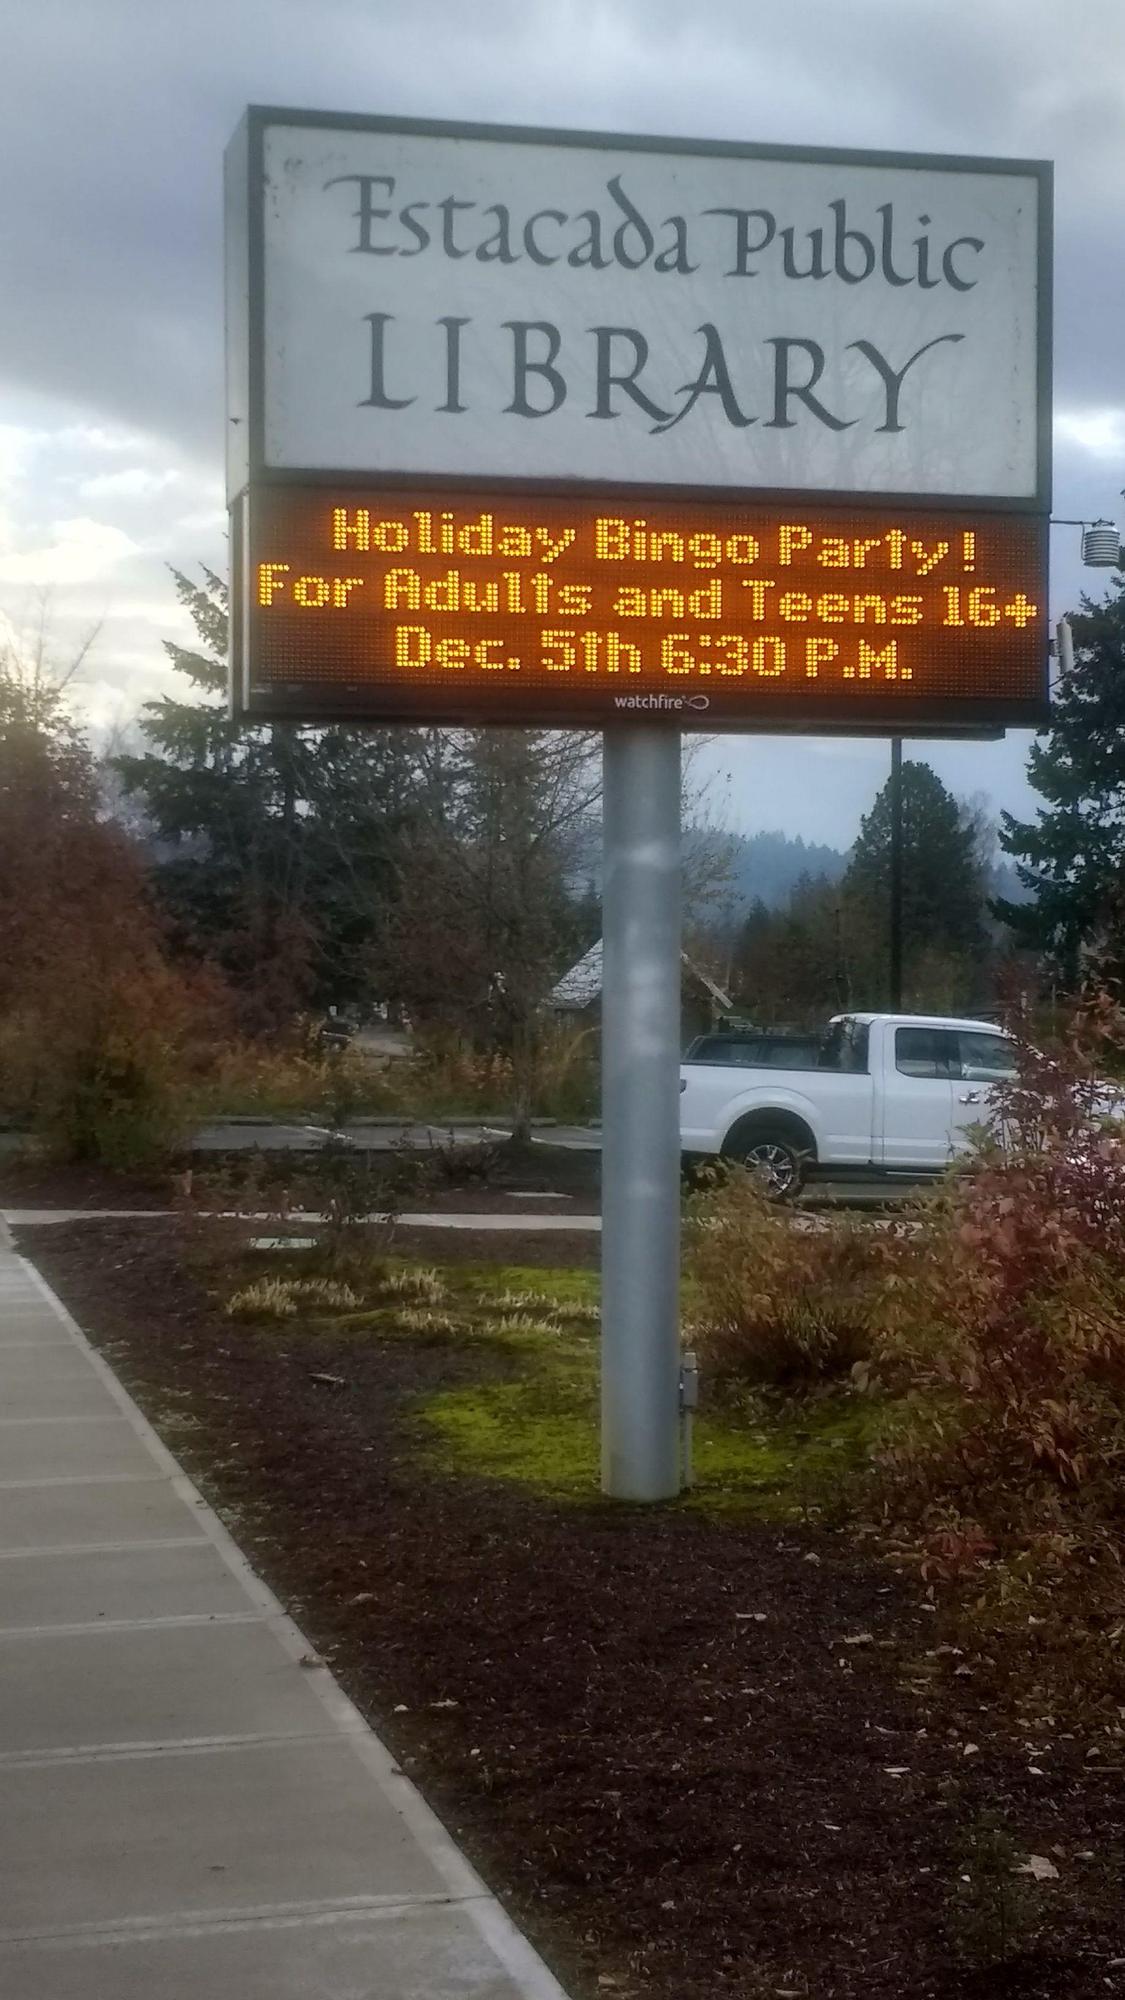 Estacada Public
LIBRARY
Holiday Bingo Party!
For Adults and Teens 16+
Dec. 5th 6:30 P.M.
watchfire